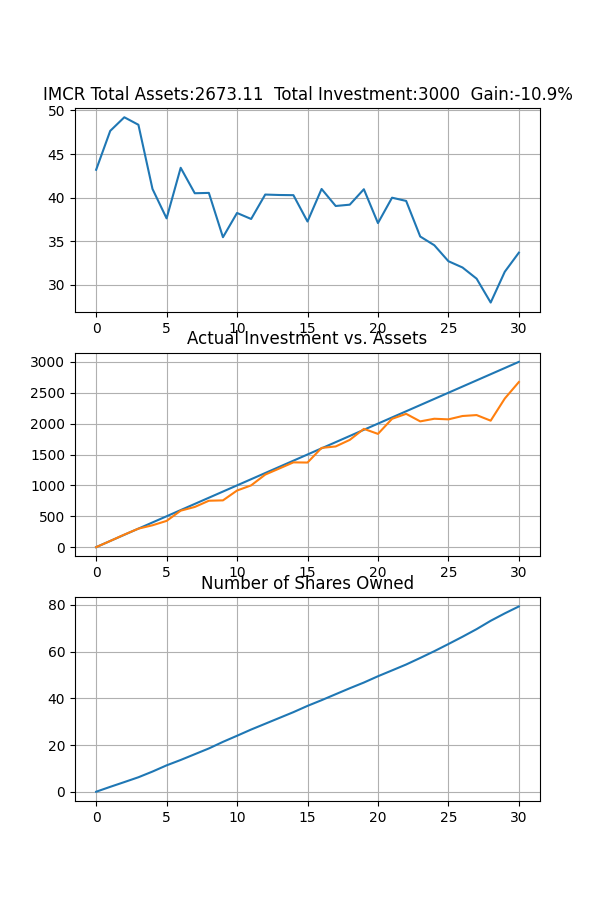 IMCR Total Assets:2673.11  Total Investment:3000  Gain:-10.9%
50
45
40
35
30
0 5 10 15 20 25 30
Actual Investment vs. Assets
3000
2500
2000
1500
1000
500
0
0 5 10 15 20 25 30
Number of Shares Owned
80
60
40
20
0
0 5 10 15 20 25 30